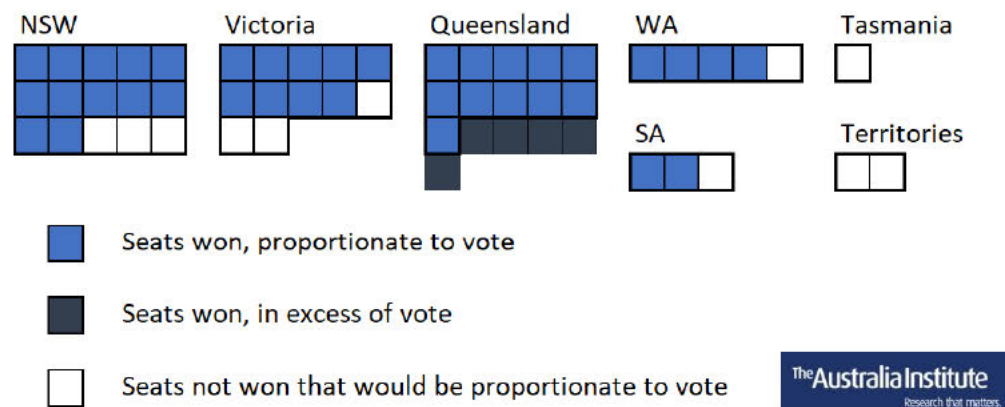 NSW
Victoria
Queensland
WA
Tasmania
SA
Territories
Seats won, proportionate to vote
Seats won, in excess of vote
Seats not won that would be proportionate to vote
The Australia Institute
Research that matters.